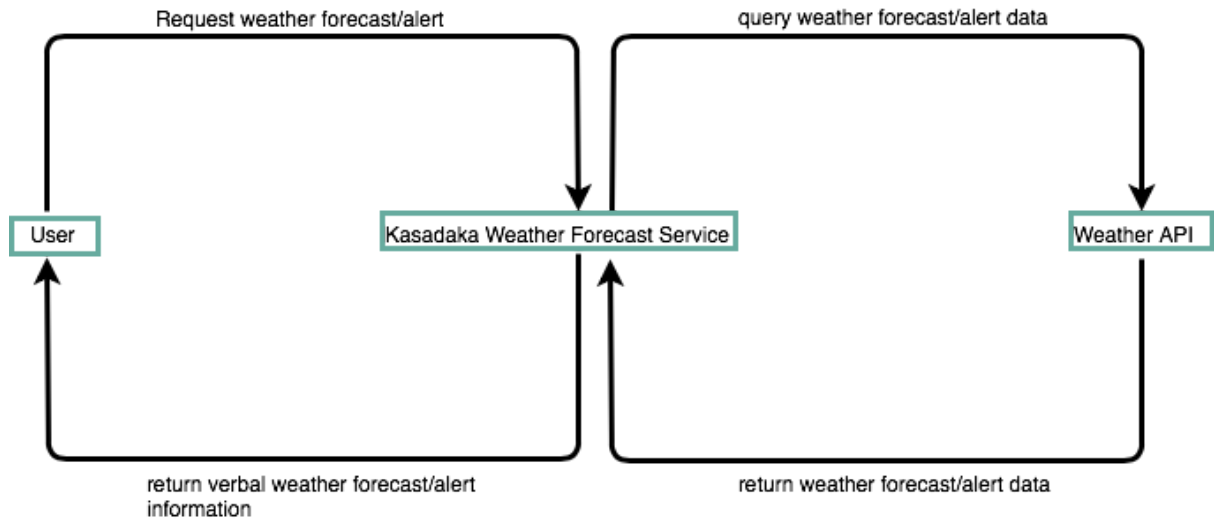 Request weather forecast/alert
query weather forecast/alert data
User
Kasadaka Weather Forecast Service
Weather API
return verbal weather forecast/alert
information
return weather forecast/alert data